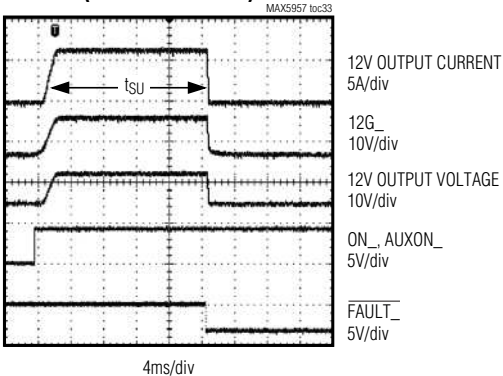 MAX5957 toc33
T
tSU
12V OUTPUT CURRENT
5A/div
12G_
10V/div
12V OUTPUT VOLTAGE
10V/div
ON_, AUXON_
5V/div
FAULT_
5V/div
4ms/div